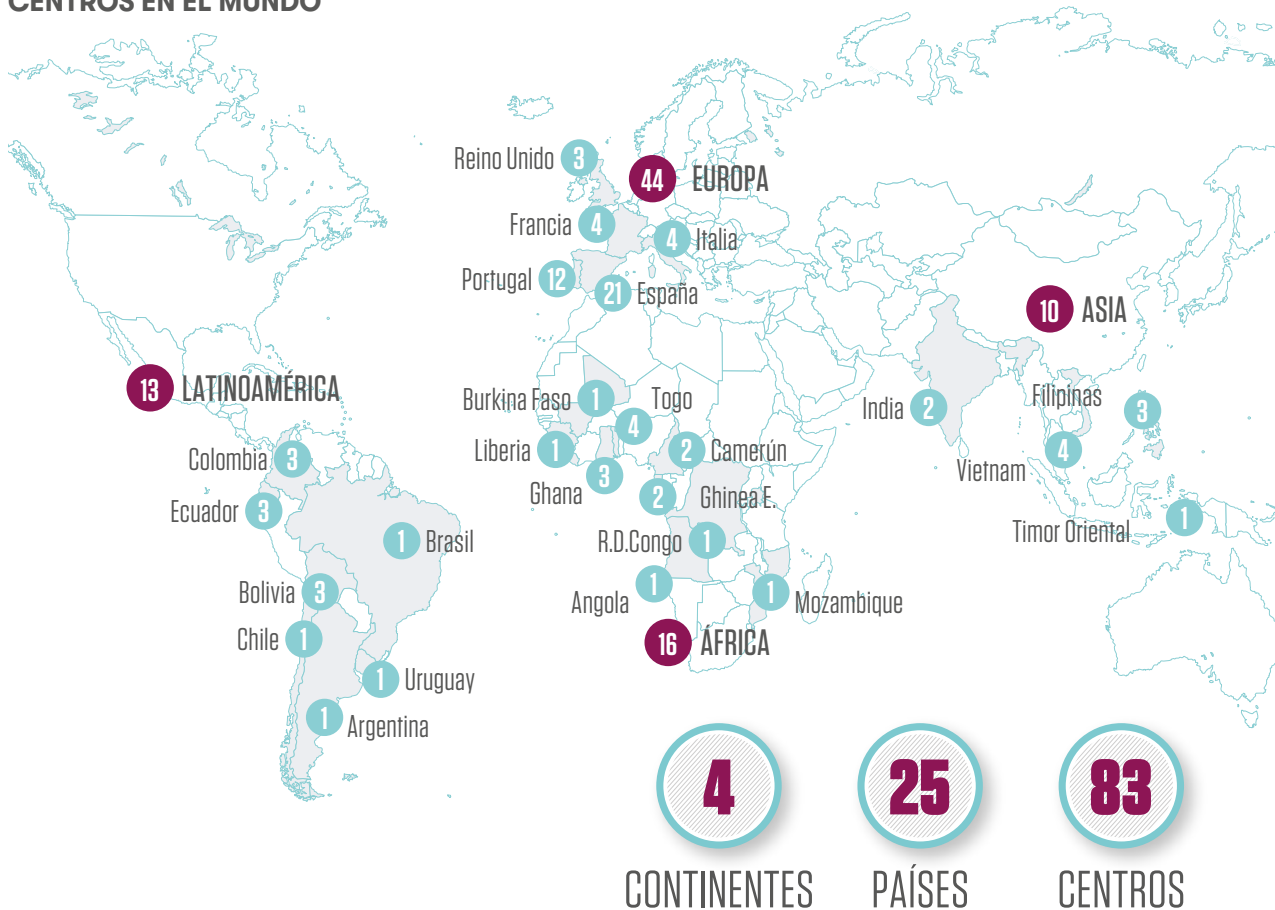 CENTROS EN EL MUNDO
Reino Unido 3
44 EUROPA
Francia 4
4 Italia
Portugal 12
21 España
10 ASIA
13 LATINOAMÉRICA
Burkina Faso 1
Togo
4
India 2
Filipinas
3
Liberia 1
2 Camerún
Colombia 3
Vietnam
4
Ghana
3
2
Ghinea E.
Ecuador 3
Timor Oriental 1
1 Brasil
R.D.Congo 1
Bolivia 3
Angola
1
1 Mozambique
Chile 1
16 ÁFRICA
1 Uruguay
1 Argentina
4
CONTINENTES
25
PAÍSES
83
CENTROS